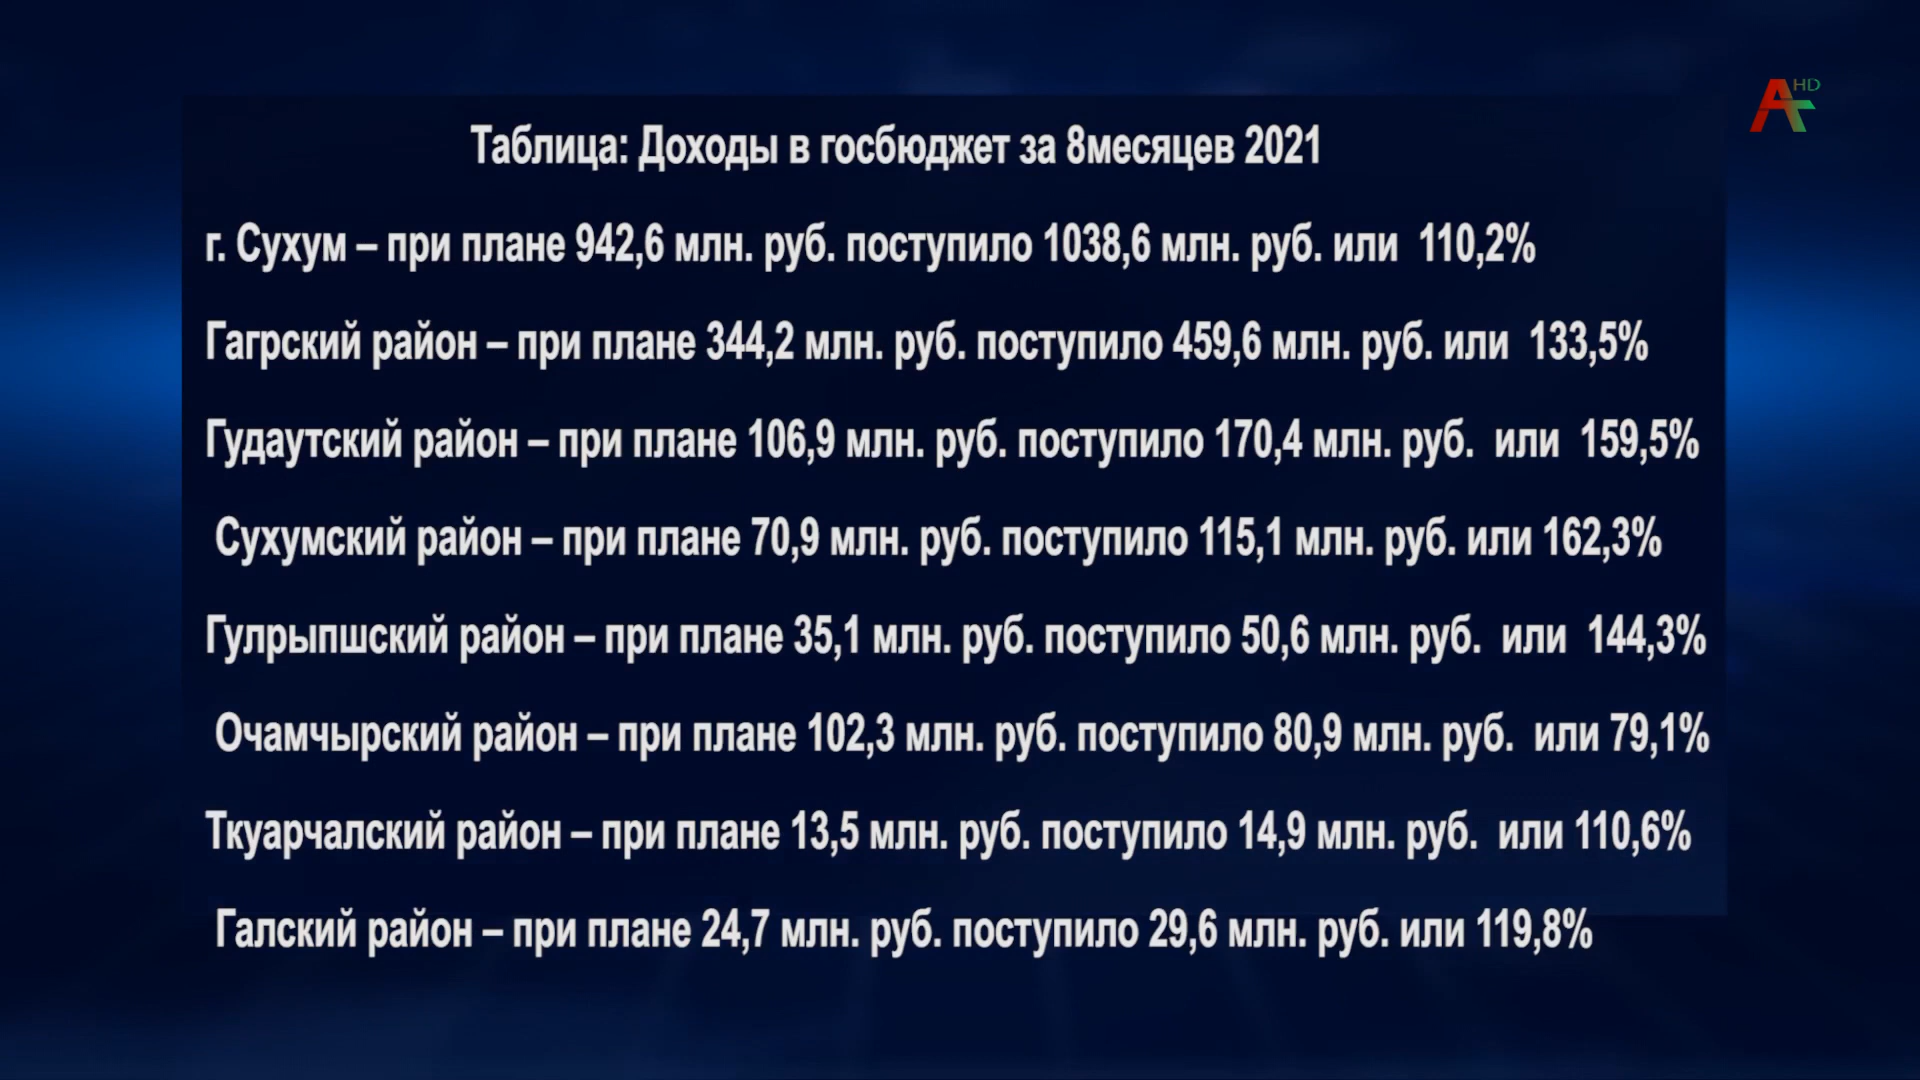 АТ HD
Таблица: Доходы в госбюджет за 8месяцев 2021
г. Сухум – при плане 942,6 млн. руб. поступило 1038,6 млн. руб. или 110,2%
Гагрский район – при плане 344,2 млн. руб. поступило 459,6 млн. руб. или 133,5%
Гудаутский район – при плане 106,9 млн. руб. поступило 170,4 млн. руб. или 159,5%
Сухумский район – при плане 70,9 млн. руб. поступило 115,1 млн. руб. или 162,3%
Гулрыпшский район – при плане 35,1 млн. руб. поступило 50,6 млн. руб. или 144,3%
Очамчырский район – при плане 102,3 млн. руб. поступило 80,9 млн. руб. или 79,1%
Ткуарчалский район – при плане 13,5 млн. руб. поступило 14,9 млн. руб. или 110,6%
Галский район – при плане 24,7 млн. руб. поступило 29,6 млн. руб. или 119,8%